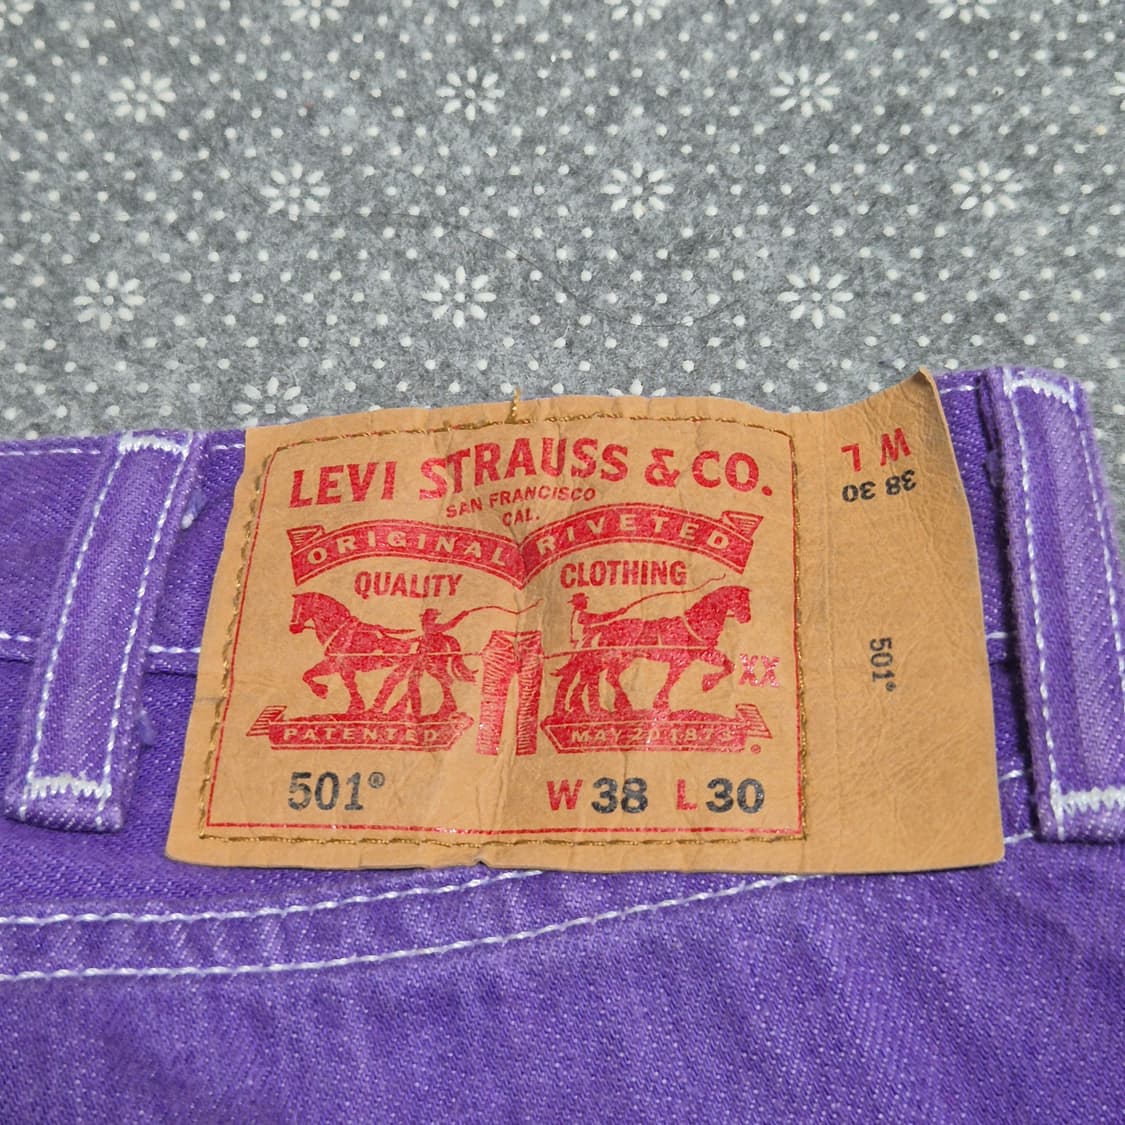 LEVI STRAUSS & CO.
SAN FRANCISCO
CAL.
ORIGINAL RIVETED
QUALITY CLOTHING
XX
PATENTED MAY 20 1873 ®
501® W 38 L 30
W L
38 30
501®